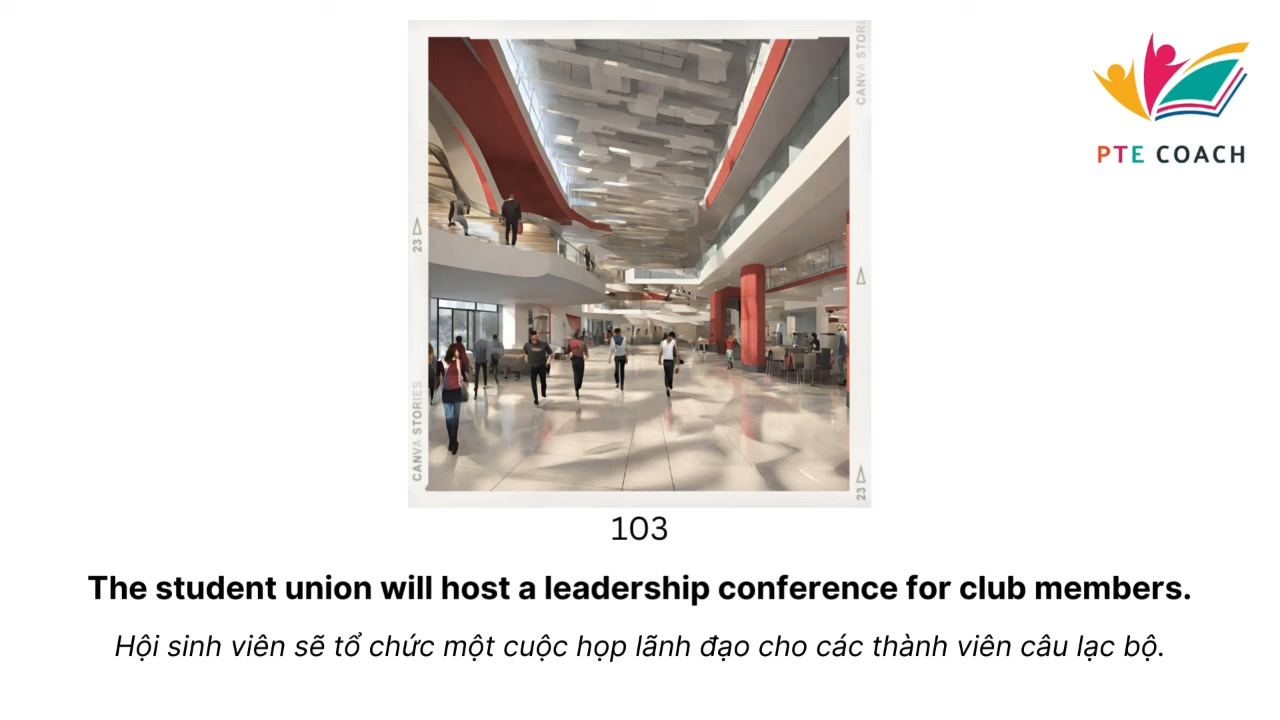 CANVA STORI
PTE COACH
23
CANVA STORIES
23
103
The student union will host a leadership conference for club members.
Hội sinh viên sẽ tổ chức một cuộc họp lãnh đạo cho các thành viên câu lạc bộ.